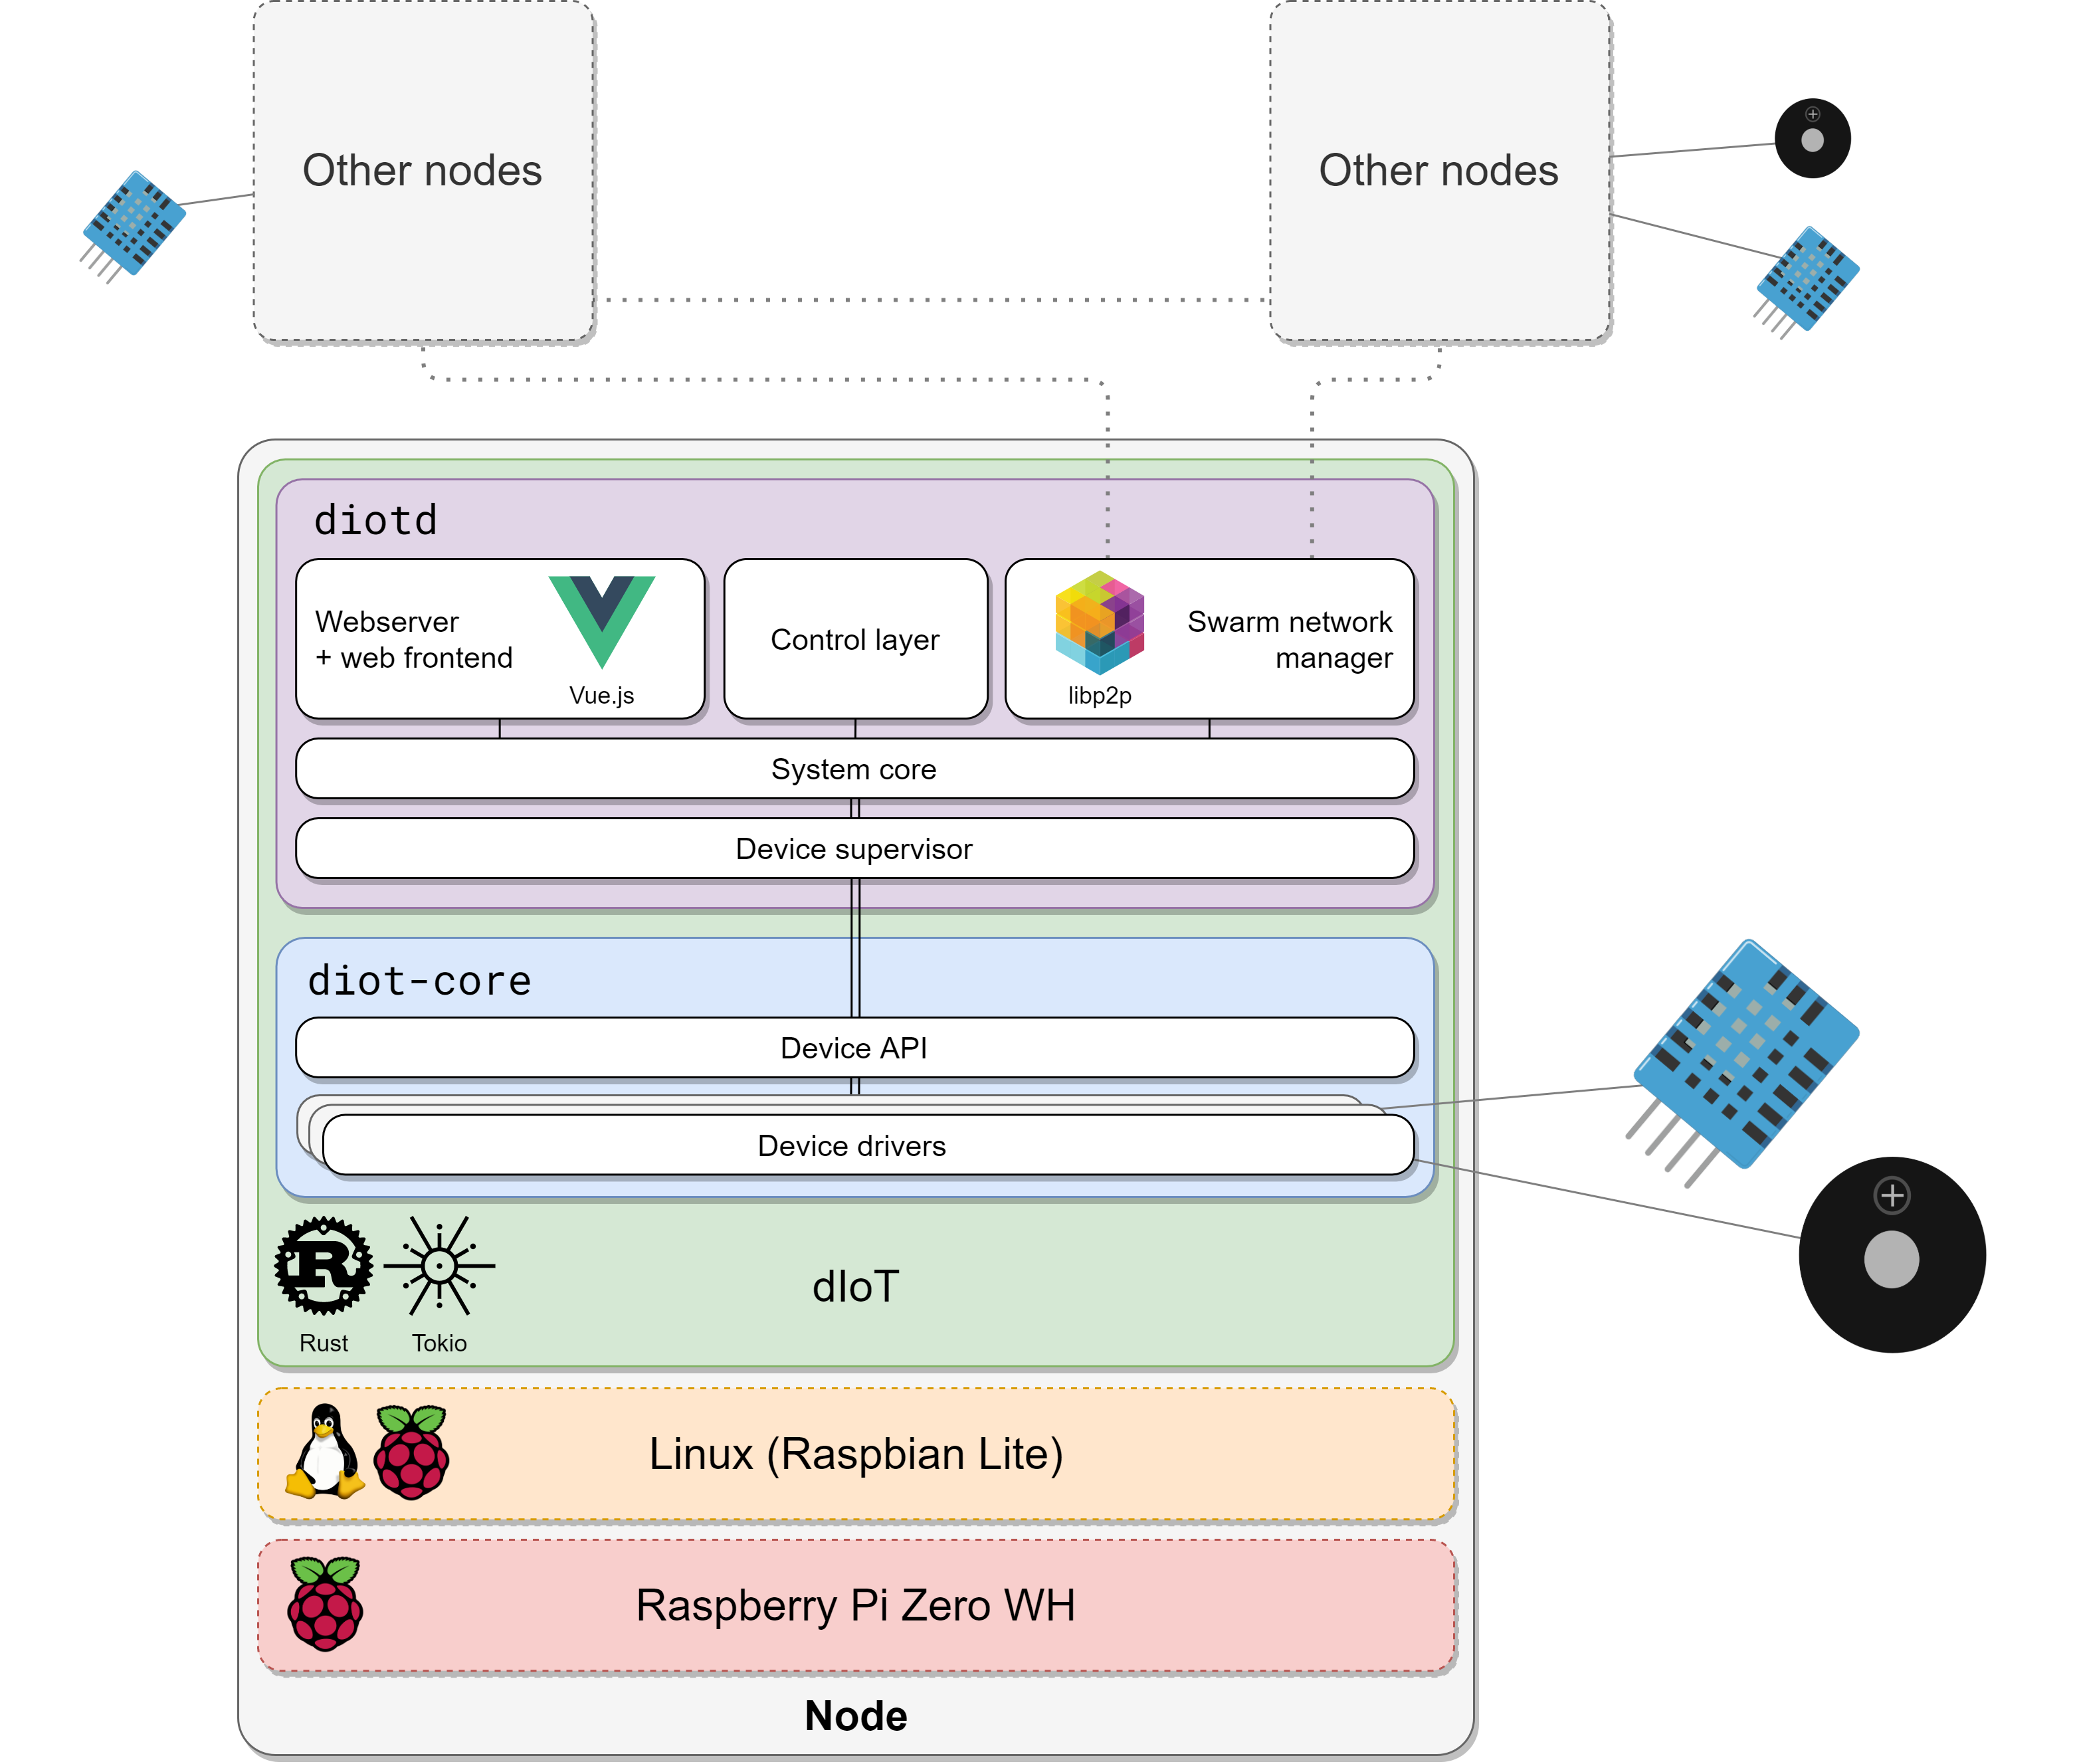 Other nodes
Other nodes
diotd
Webserver
+ web frontend
Vue.js
Control layer
libp2p
Swarm network
manager
System core
Device supervisor
diot-core
Device API
Device drivers
Rust
Tokio
dIoT
Linux (Raspbian Lite)
Raspberry Pi Zero WH
Node